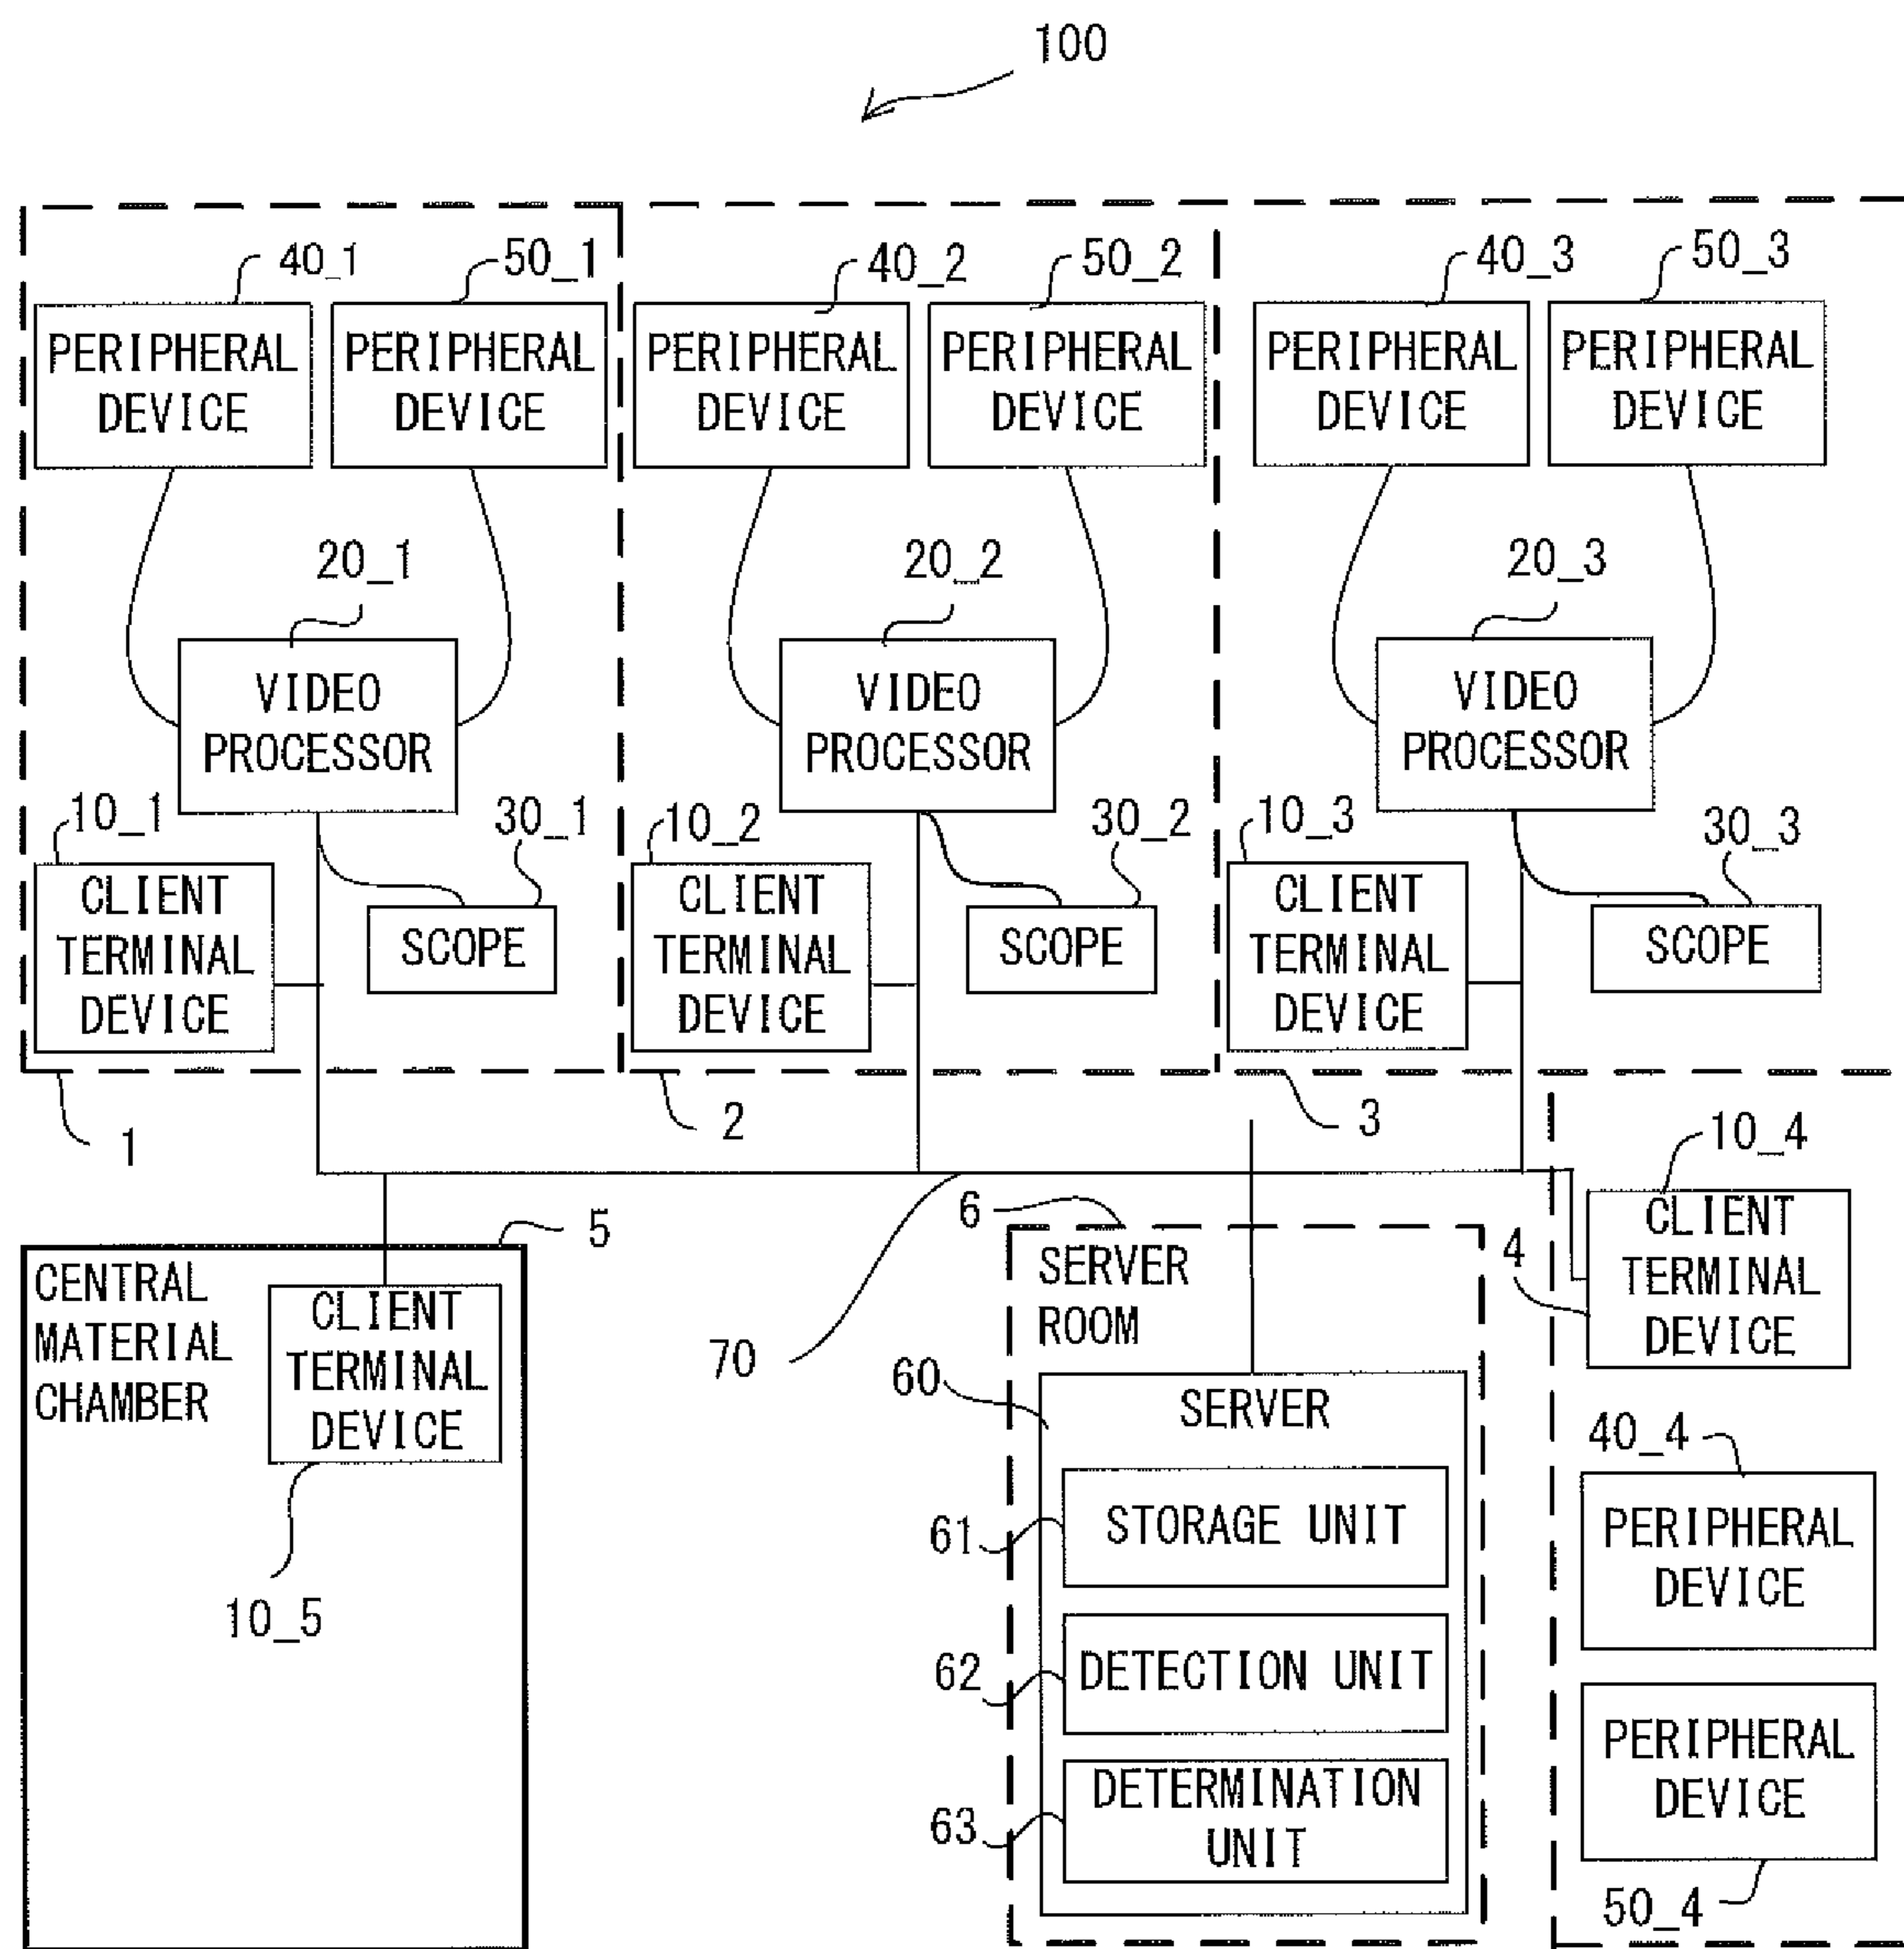 100
40_1
50_1
40_2
50_2
40_3
50_3
PERIPHERAL
DEVICE
PERIPHERAL
DEVICE
PERIPHERAL
DEVICE
PERIPHERAL
DEVICE
PERIPHERAL
DEVICE
PERIPHERAL
DEVICE
20_1
20_2
20_3
VIDEO
PROCESSOR
VIDEO
PROCESSOR
VIDEO
PROCESSOR
10_1
30_1
10_2
30_2
10_3
30_3
CLIENT
TERMINAL
DEVICE
SCOPE
CLIENT
TERMINAL
DEVICE
SCOPE
CLIENT
TERMINAL
DEVICE
SCOPE
1
2
3
10_4
5
6
4
CLIENT
TERMINAL
DEVICE
CENTRAL
MATERIAL
CHAMBER
CLIENT
TERMINAL
DEVICE
10_5
70
SERVER
ROOM
60
SERVER
61
STORAGE UNIT
62
DETECTION UNIT
63
DETERMINATION
UNIT
40_4
PERIPHERAL
DEVICE
PERIPHERAL
DEVICE
50_4